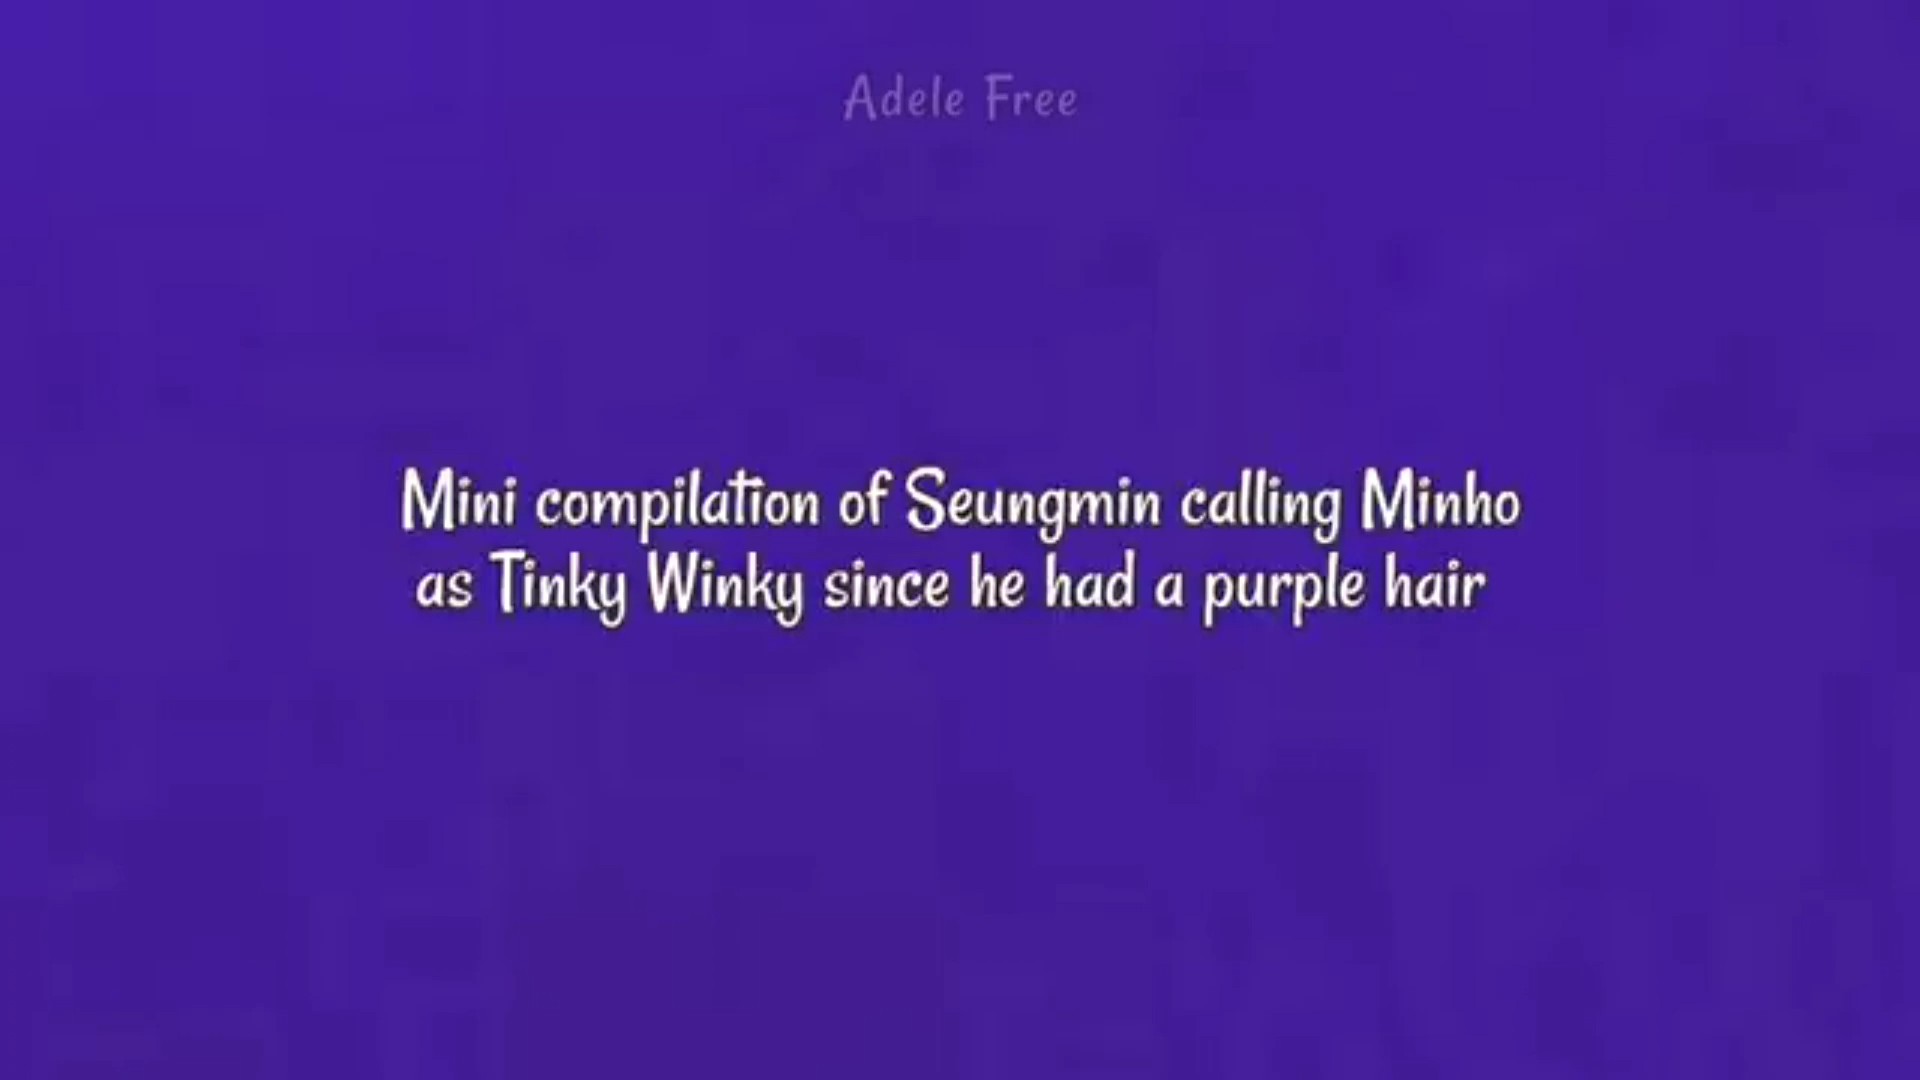 Adele Free
Mini compilation of Seungmin calling Minho
as Tinky Winky since he had a purple hair